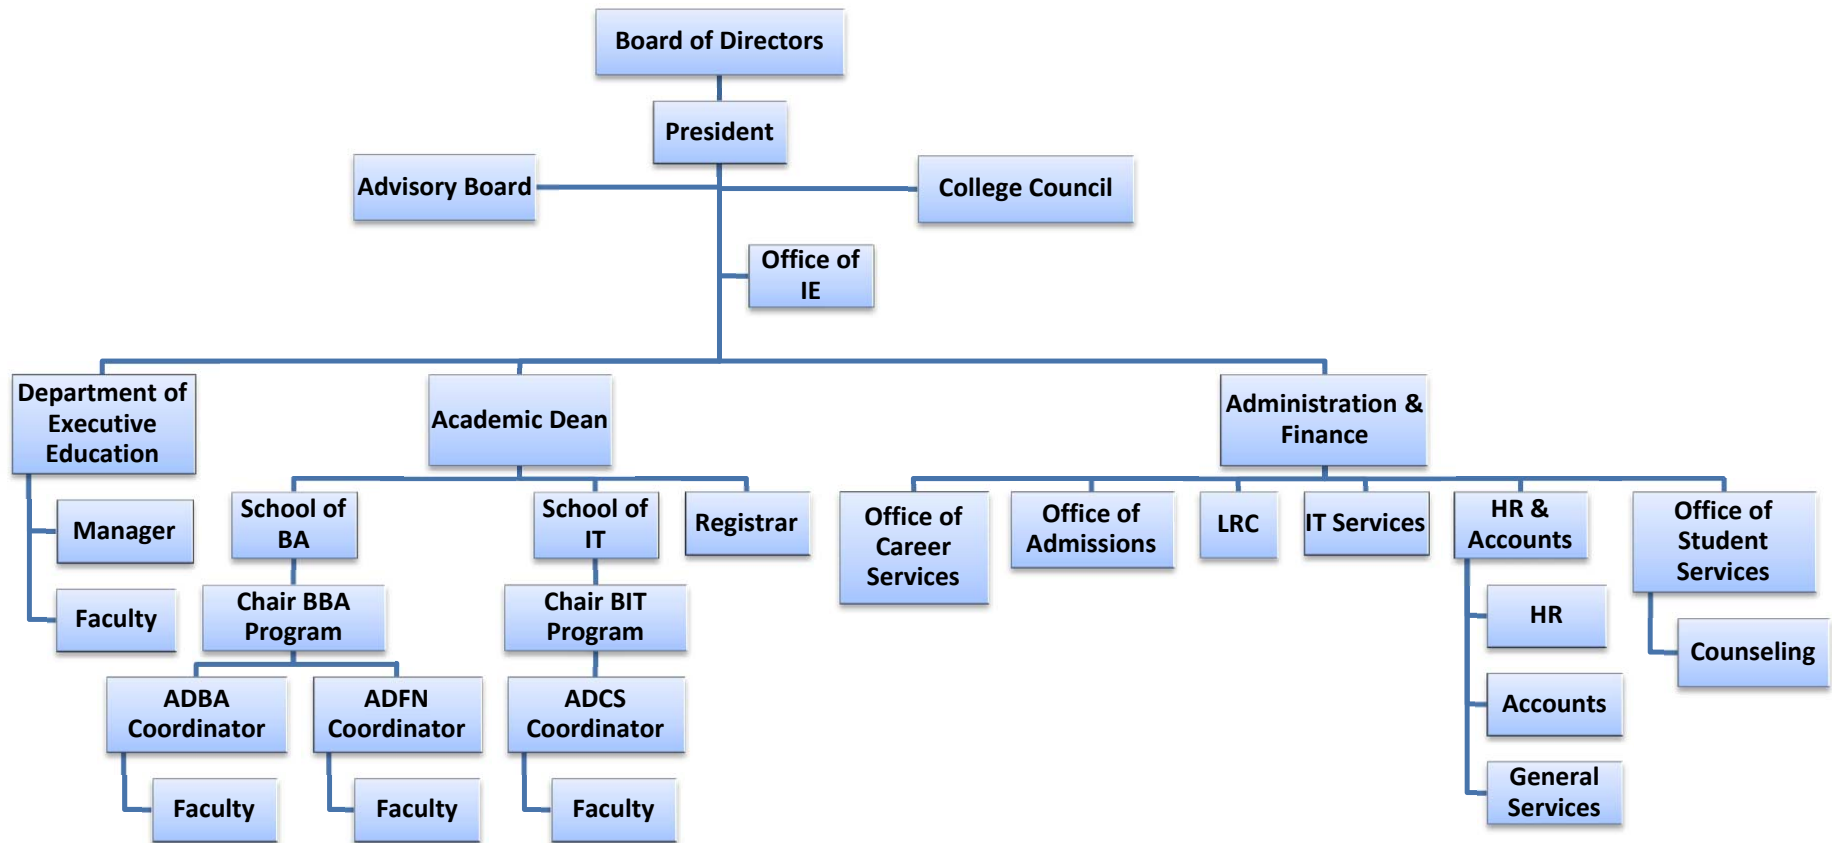 Board of Directors
President
Advisory Board
College Council
Office of
IE
Department of
Executive
Education
Academic Dean
Administration &
Finance
Manager
Faculty
School of
BA
School of
IT
Registrar
Office of
Career
Services
Office of
Admissions
LRC
IT Services
HR &
Accounts
Office of
Student
Services
Chair BBA
Program
Chair BIT
Program
HR
Counseling
ADBA
Coordinator
ADFN
Coordinator
ADCS
Coordinator
Accounts
Faculty
Faculty
Faculty
General
Services